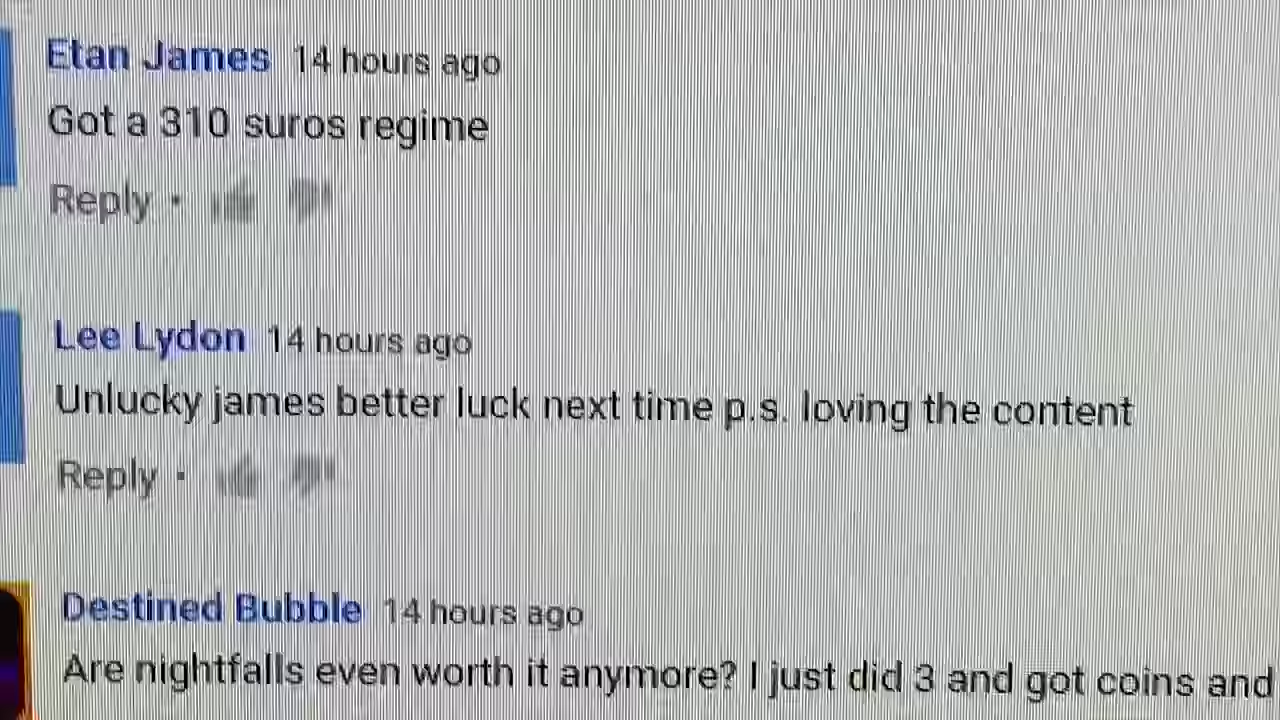 Etan James 14 hours ago
Got a 310 suros regime
Reply ·
Lee Lydon 14 hours ago
Unlucky james better luck next time p.s. loving the content
Reply ·
Destined Bubble 14 hours ago
Are nightfalls even worth it anymore? I just did 3 and got coins and